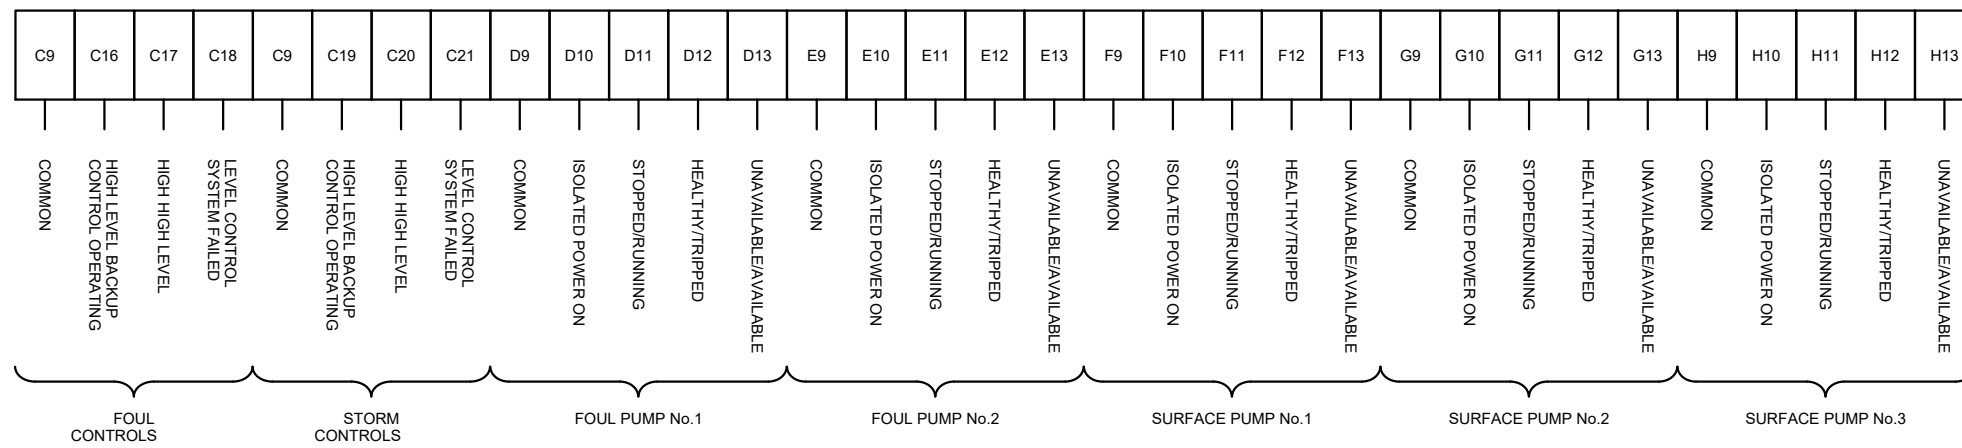 C9 C16 C17 C18 C9 C19 C20 C21 D9 D10 D11 D12 D13 E9 E10 E11 E12 E13 F9 F10 F11 F12 F13 G9 G10 G11 G12 G13 H9 H10 H11 H12 H13
COMMON
HIGH LEVEL BACKUP
CONTROL OPERATING
HIGH HIGH LEVEL
LEVEL CONTROL
SYSTEM FAILED
COMMON
HIGH LEVEL BACKUP
CONTROL OPERATING
HIGH HIGH LEVEL
LEVEL CONTROL
SYSTEM FAILED
COMMON
ISOLATED POWER ON
STOPPED/RUNNING
HEALTHY/TRIPPED
UNAVAILABLE/AVAILABLE
COMMON
ISOLATED POWER ON
STOPPED/RUNNING
HEALTHY/TRIPPED
UNAVAILABLE/AVAILABLE
COMMON
ISOLATED POWER ON
STOPPED/RUNNING
HEALTHY/TRIPPED
UNAVAILABLE/AVAILABLE
COMMON
ISOLATED POWER ON
STOPPED/RUNNING
HEALTHY/TRIPPED
UNAVAILABLE/AVAILABLE
COMMON
ISOLATED POWER ON
STOPPED/RUNNING
HEALTHY/TRIPPED
UNAVAILABLE/AVAILABLE
FOUL
CONTROLS
STORM
CONTROLS
FOUL PUMP No.1
FOUL PUMP No.2
SURFACE PUMP No.1
SURFACE PUMP No.2
SURFACE PUMP No.3